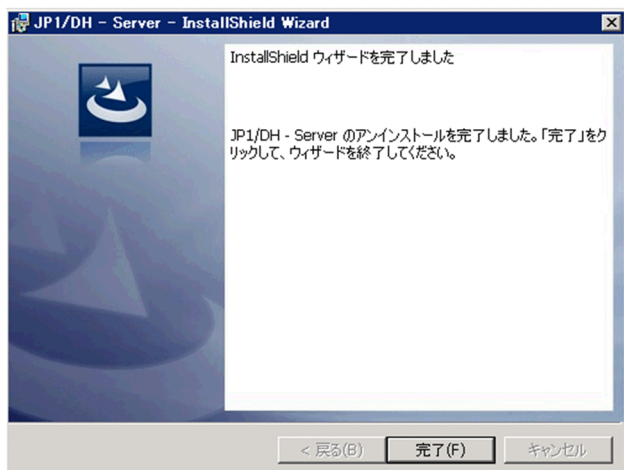 JP1/DH - Server - InstallShield Wizard
InstallShield ウィザードを完了しました
JP1/DH - Server のアンインストールを完了しました。「完了」をク
リックして、ウィザードを終了してください。
< 戻る(B) 完了(F) キャンセル